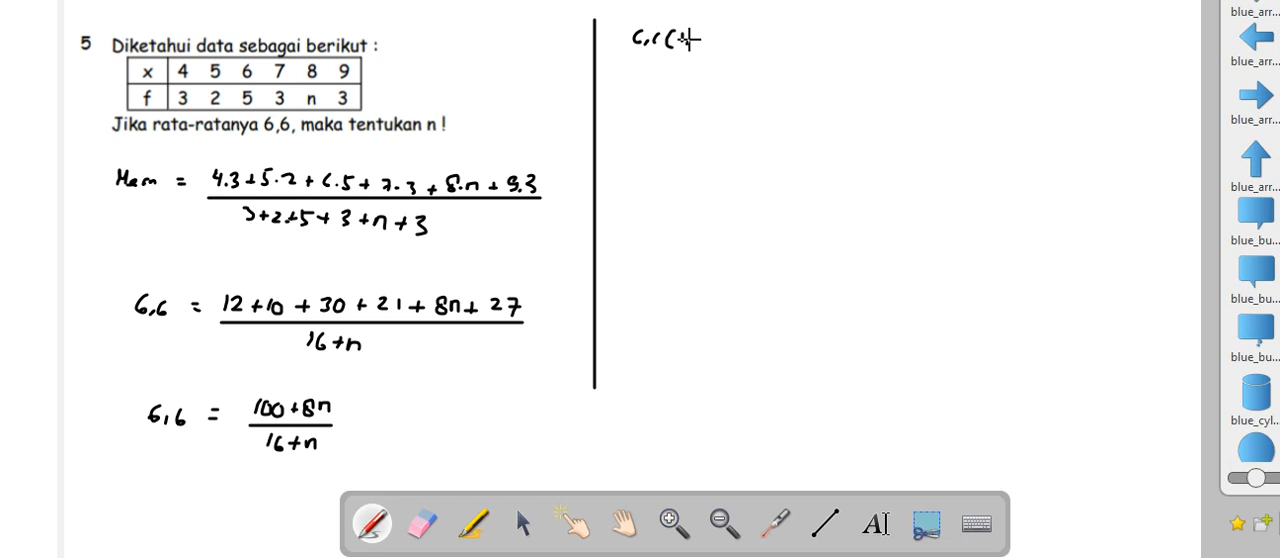 5 Diketahui data sebagai berikut :
x 4 5 6 7 8 9
f 3 2 5 3 n 3
Jika rata-ratanya 6,6, maka tentukan n !
= 4.3+5.2+6.5+7.3+8.n+9.3
3+2+5+3+n+3
6,6 = 12+10+30+21+8n+27
16+n
6,6 = 100+8n
16+n
blue_arr...
blue_arr...
blue_arr...
blue_arr...
blue_bu...
blue_bu...
blue_bu...
blue_cyl...
AI